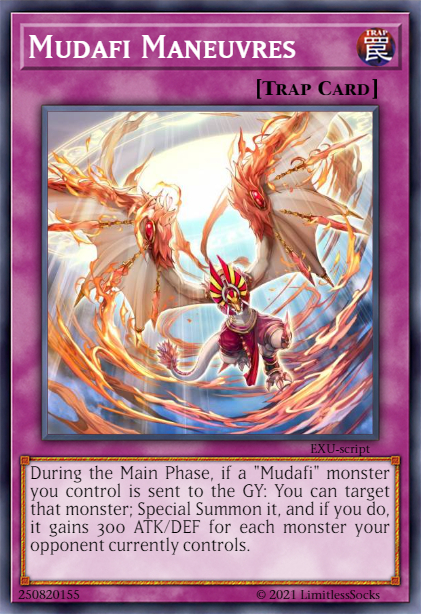 Mudafi Maneuvres
TRAP
罠
[Trap Card]
EXU-script
During the Main Phase, if a "Mudafi" monster
you control is sent to the GY: You can target
that monster; Special Summon it, and if you do,
it gains 300 ATK/DEF for each monster your
opponent currently controls.
250820155
© 2021 LimitlessSocks